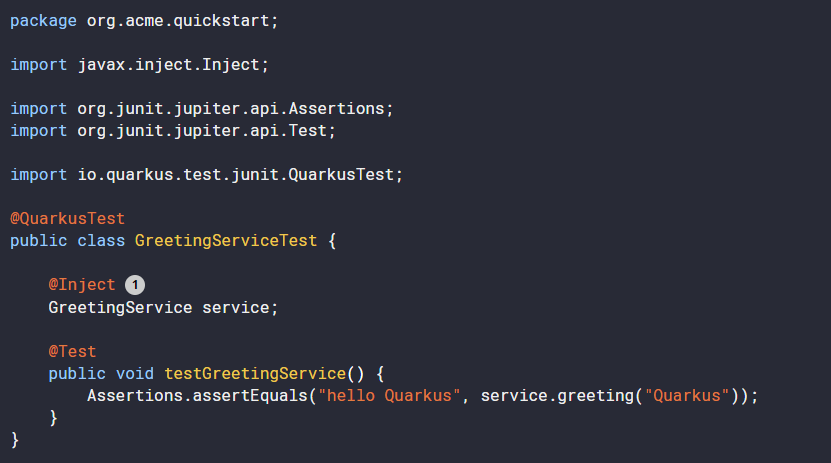 package org.acme.quickstart;
import javax.inject.Inject;
import org.junit.jupiter.api.Assertions;
import org.junit.jupiter.api.Test;
import io.quarkus.test.junit.QuarkusTest;
@QuarkusTest
public class GreetingServiceTest {
@Inject 1
GreetingService service;
@Test
public void testGreetingService() {
Assertions.assertEquals("hello Quarkus", service.greeting("Quarkus"));
}
}